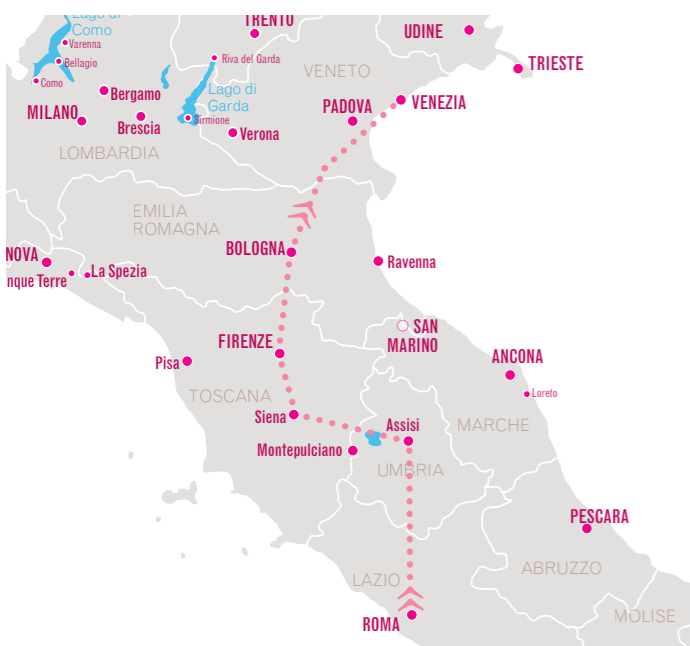 Lago di
Como
TRENTO
UDINE
Varenna
Bellagio
Riva del Garda
TRIESTE
VENETO
Como
Bergamo
Lago di
Garda
PADOVA
VENEZIA
MILANO
Brescia
Sirmione
Verona
LOMBARDIA
EMILIA
ROMAGNA
BOLOGNA
NOVA
La Spezia
nque Terre
Ravenna
SAN
MARINO
FIRENZE
Pisa
ANCONA
Loreto
TOSCANA
Siena
Assisi
MARCHE
Montepulciano
UMBRIA
PESCARA
LAZIO
ABRUZZO
MOLISE
ROMA